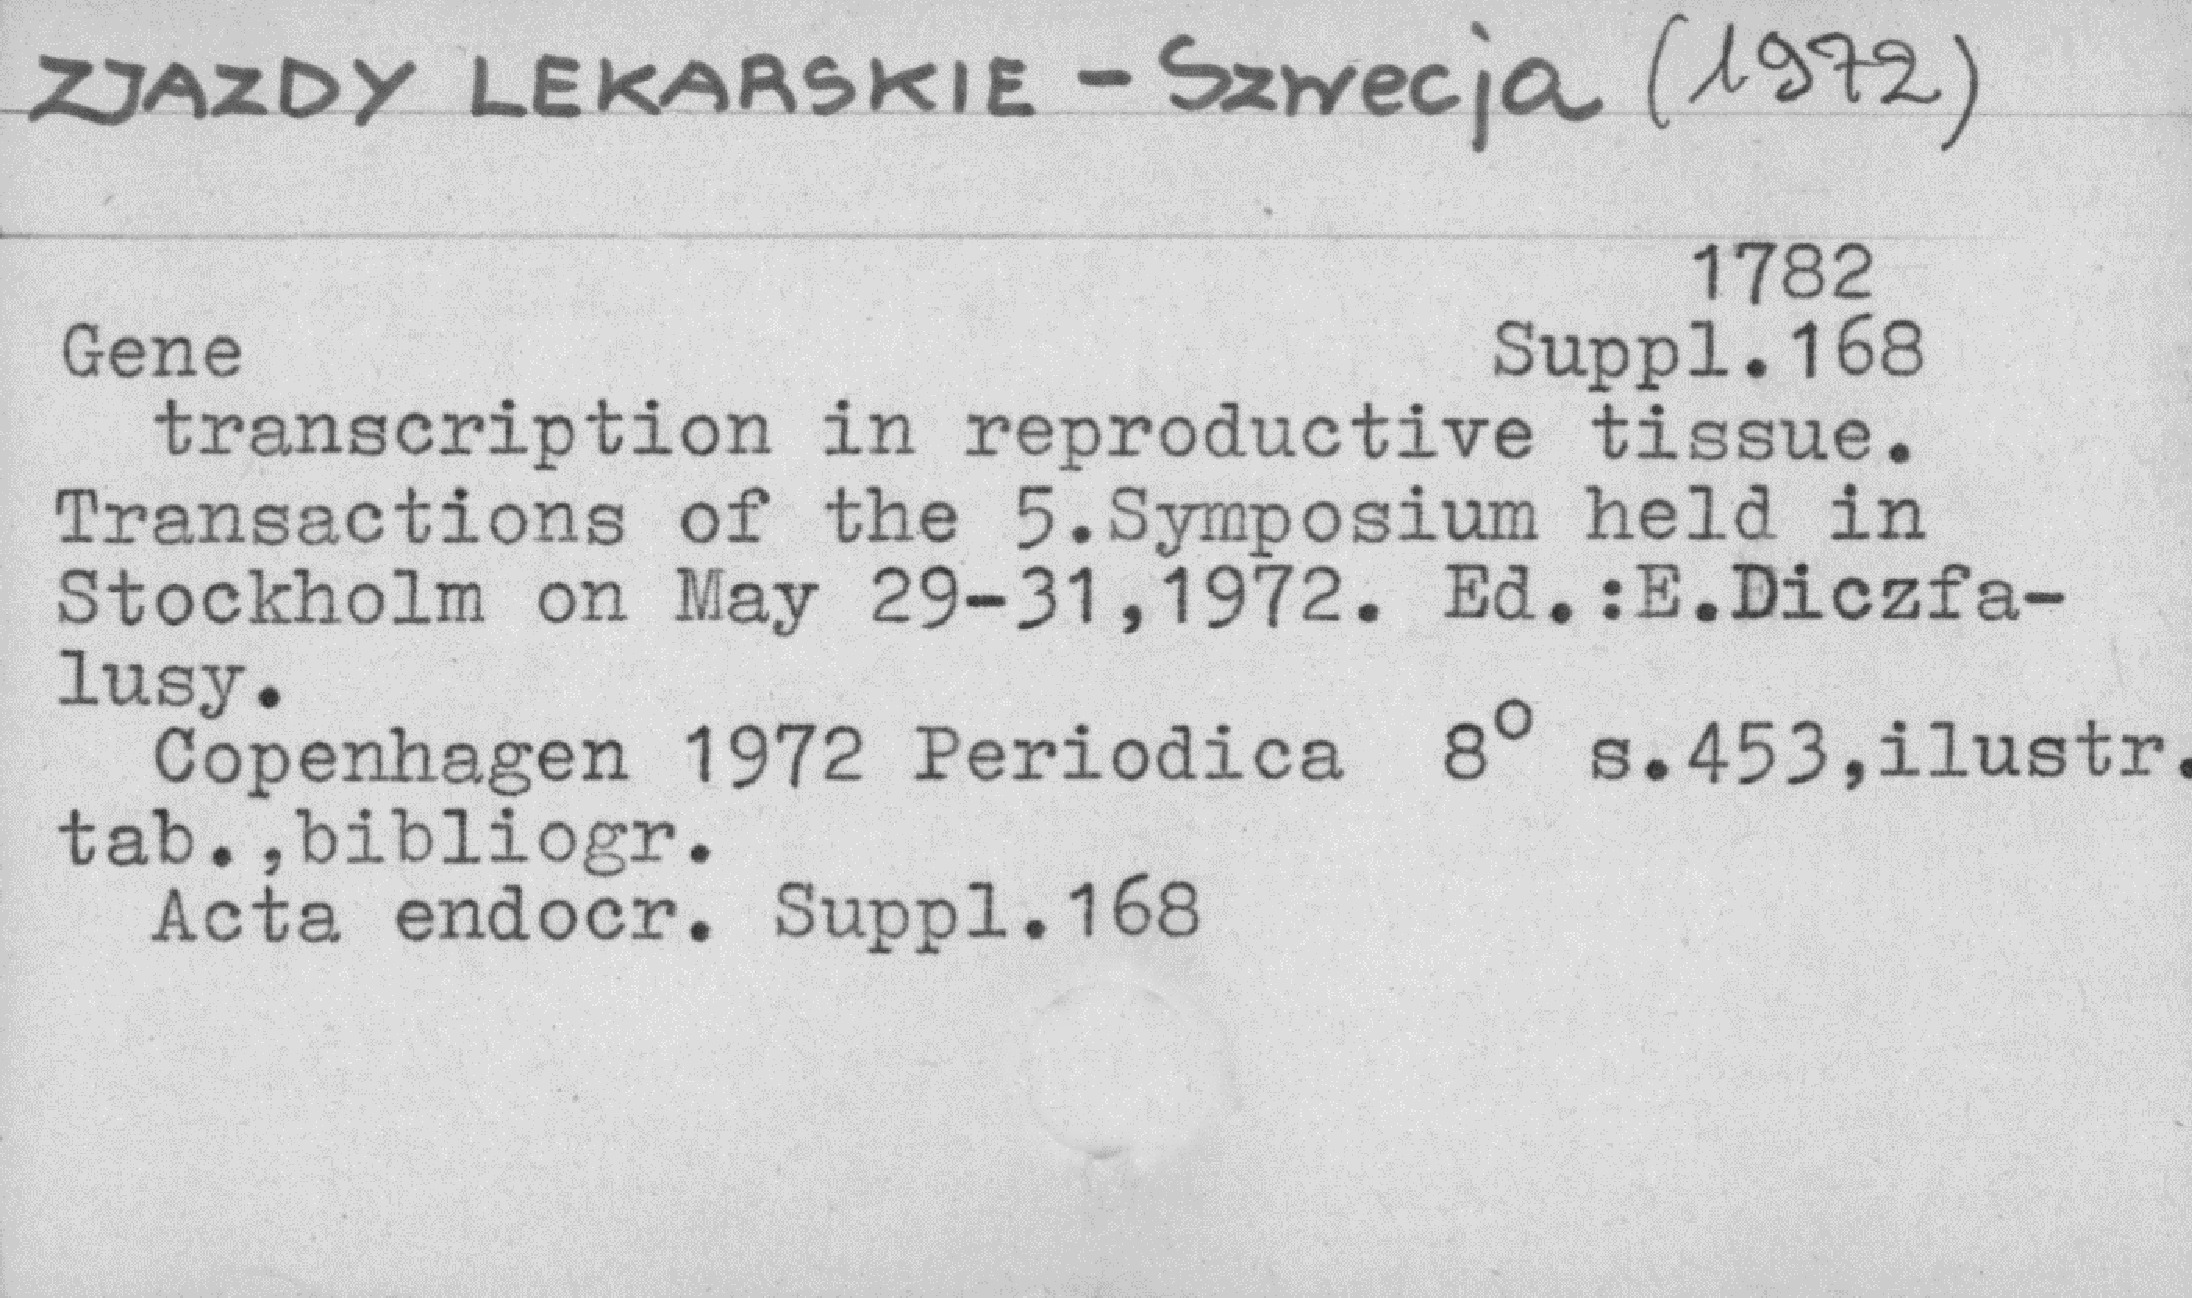 ZJAZDY LEKARSKIE - Szwecja (1972)
1782
Gene Suppl.168
transcription in reproductive tissue.
Transactions of the 5.Symposium held in
Stockholm on May 29-31,1972. Ed.:E.Diczfa-
lusy.
Copenhagen 1972 Periodica 8° s.453,ilustr.
tab.,bibliogr.
Acta endocr. Suppl.168